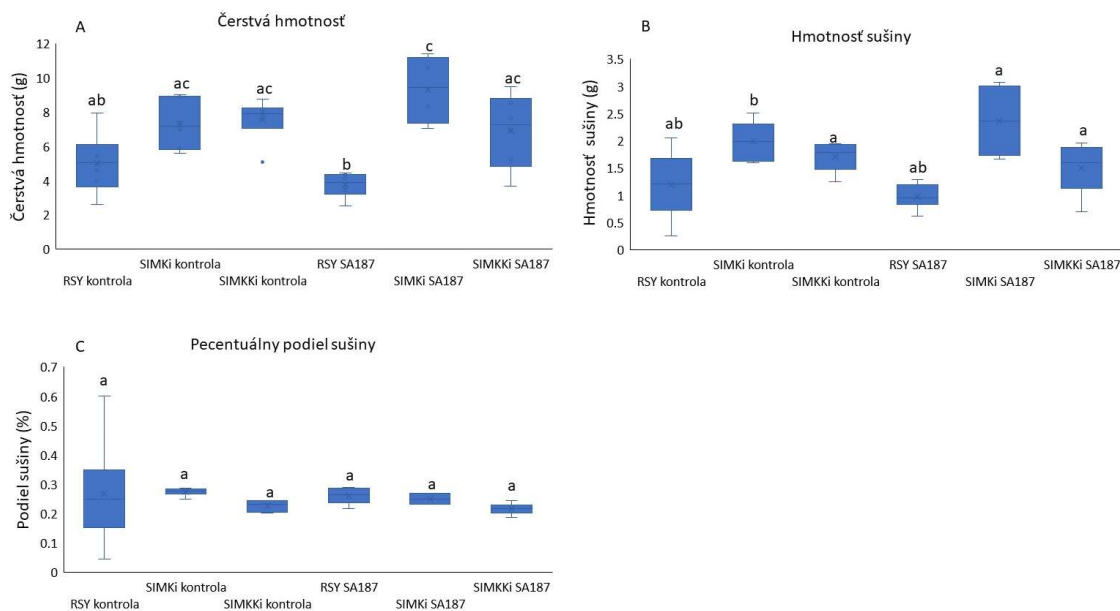 A
Čerstvá hmotnosť
Čerstvá hmotnosť (g)
12
10
8
6
4
2
0
ab
ac
ac
b
c
ac
SIMKi kontrola
RSY SA187
SIMKKi SA187
RSY kontrola
SIMKKi kontrola
SIMKi SA187
B
Hmotnosť sušiny
Hmotnosť sušiny (g)
3.5
3
2.5
2
1.5
1
0.5
0
ab
b
a
ab
a
a
SIMKi kontrola
RSY SA187
SIMKKi SA187
RSY kontrola
SIMKKi kontrola
SIMKi SA187
C
Pecentuálny podiel sušiny
Podiel sušiny (%)
0.7
0.6
0.5
0.4
0.3
0.2
0.1
0
a
a
a
a
a
a
SIMKi kontrola
RSY SA187
SIMKKi SA187
RSY kontrola
SIMKKi kontrola
SIMKi SA187